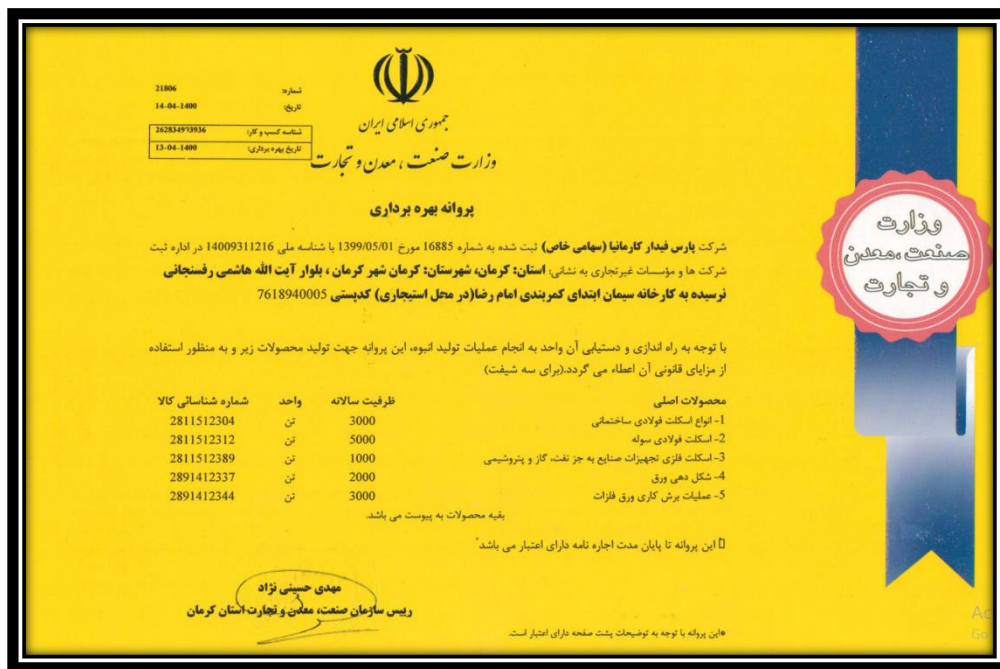 شماره: 21806
تاریخ: 14-04-1400
شناسه کسب و کار: 262834973936
تاریخ بهره برداری: 13-04-1400
جمهوری اسلامی ایران
وزارت صنعت ، معدن و تجارت
پروانه بهره برداری
شرکت پارس فیدار کارمانیا (سهامی خاص) ثبت شده به شماره 16885 مورخ 1399/05/01 با شناسه ملی 14009311216 در اداره ثبت
شرکت ها و مؤسسات غیرتجاری به نشانی: استان: کرمان، شهرستان: کرمان شهر کرمان ، بلوار آیت الله هاشمی رفسنجانی
نرسیده به کارخانه سیمان ابتدای کمربندی امام رضا(در محل استیجاری) کدپستی 7618940005
با توجه به راه اندازی و دستیابی آن واحد به انجام عملیات تولید انبوه، این پروانه جهت تولید محصولات زیر و به منظور استفاده
از مزایای قانونی آن اعطاء می گردد.(برای سه شیفت)
محصولات اصلی ظرفیت سالانه واحد شماره شناسائی کالا
1- انواع اسکلت فولادی ساختمانی 3000 تن 2811512304
2- اسکلت فولادی سوله 5000 تن 2811512312
3- اسکلت فلزی تجهیزات صنایع به جز نفت، گاز و پتروشیمی 1000 تن 2811512389
4- شکل دهی ورق 2000 تن 2891412337
5- عملیات برش کاری ورق فلزات 3000 تن 2891412344
بقیه محصولات به پیوست می باشد.
این پروانه تا پایان مدت اجاره نامه دارای اعتبار می باشد
مهدی حسینی نژاد
رییس سازمان صنعت، معدن و تجارت استان کرمان
*این پروانه با توجه به توضیحات پشت صفحه دارای اعتبار است.
وزارت
صنعت ،معدن
و تجارت